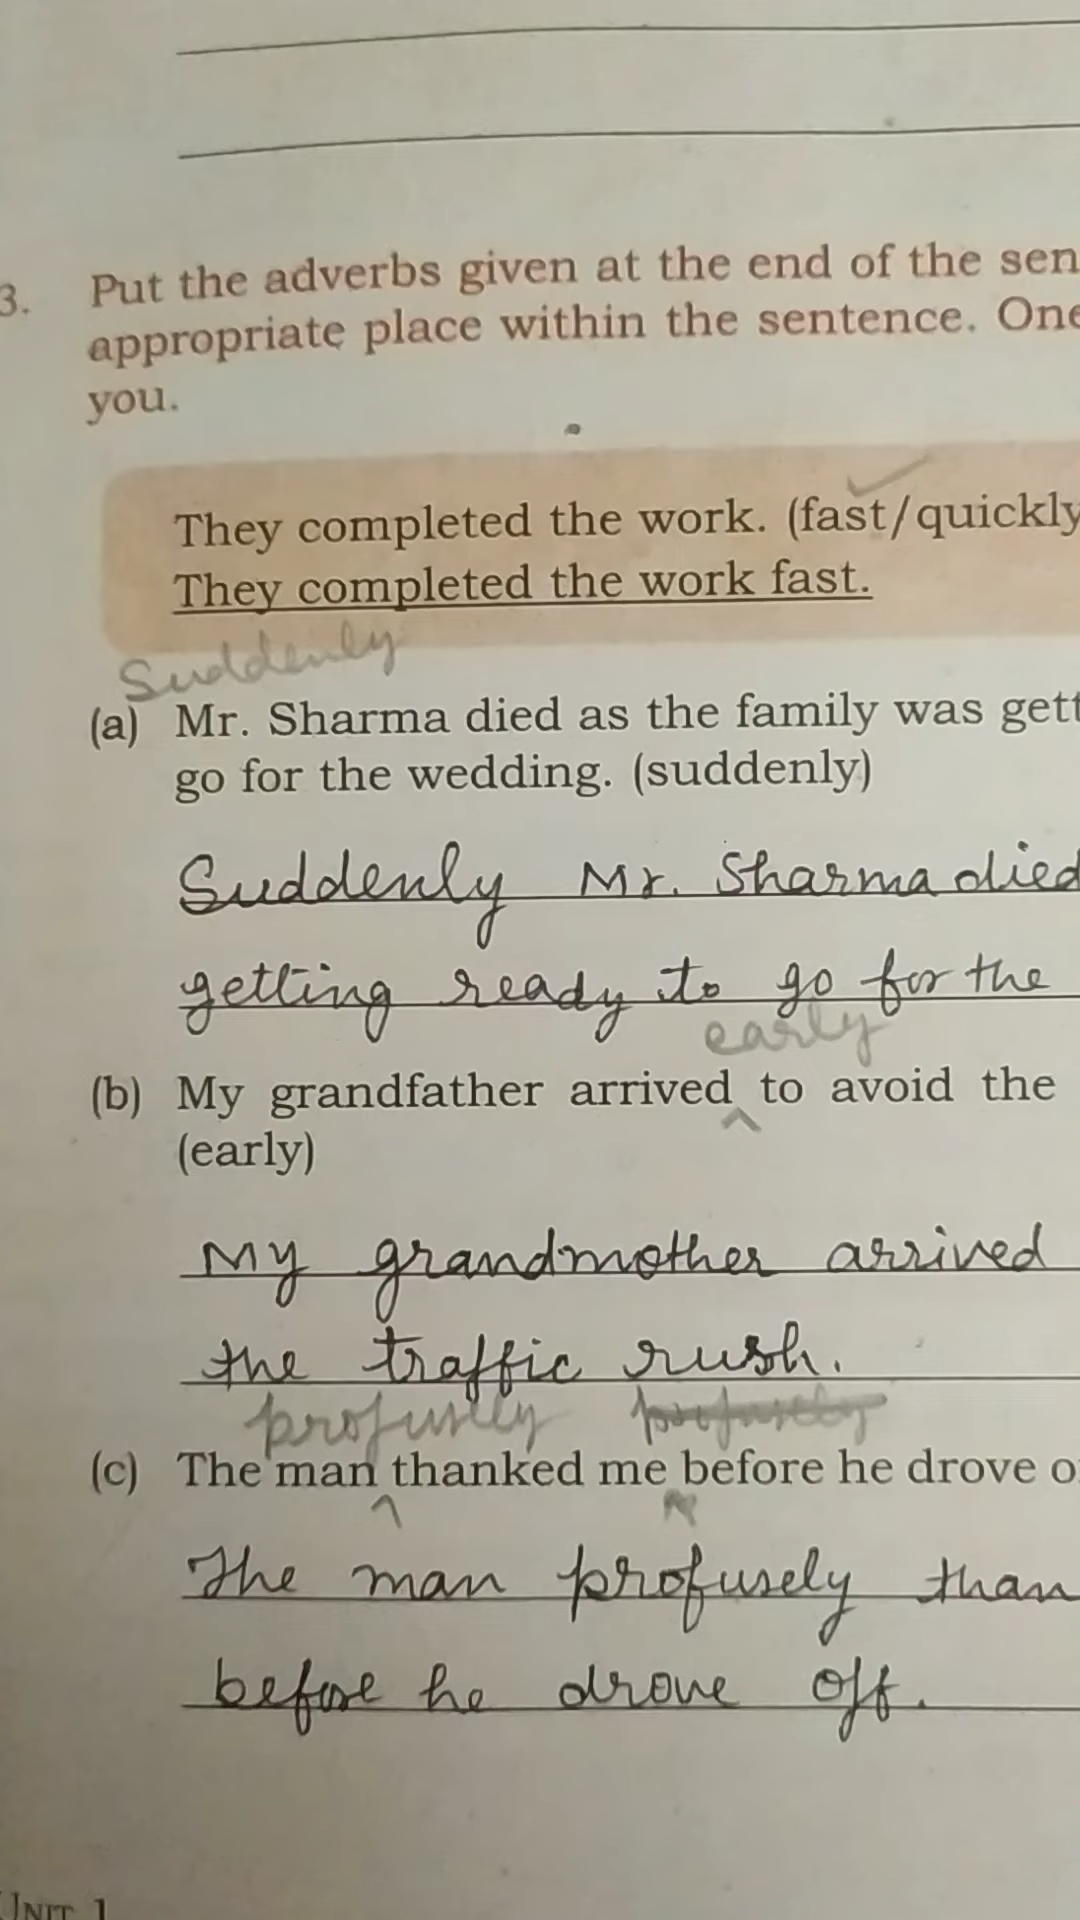 3. Put the adverbs given at the end of the sen
appropriate place within the sentence. One
you.
They completed the work. (fast/quickly
They completed the work fast.
Suddenly
(a) Mr. Sharma died as the family was gett
go for the wedding. (suddenly)
Suddenly Mr. Sharma died
getting ready to go for the
early
(b) My grandfather arrived ^ to avoid the
(early)
My grandmother arrived
the traffic rush.
profuslly
(c) The man ^ thanked me before he drove o
The man profusely than
before he drove off.
UNIT 1